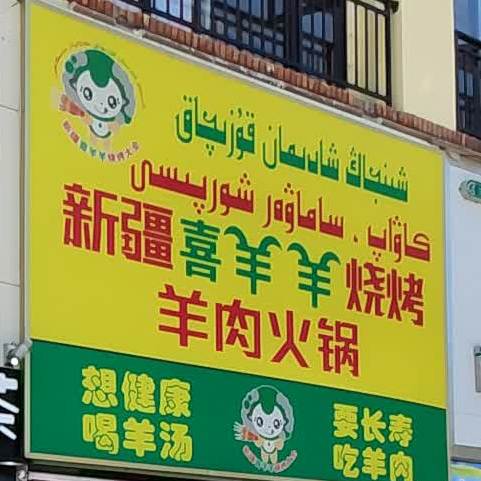 شىنجاڭ شادىمان قۇزىچاق
كاۋاپ ، ساماۋەر شورپىسى
新疆喜羊羊烧烤
羊肉火锅
想健康
喝羊汤
要长寿
吃羊肉